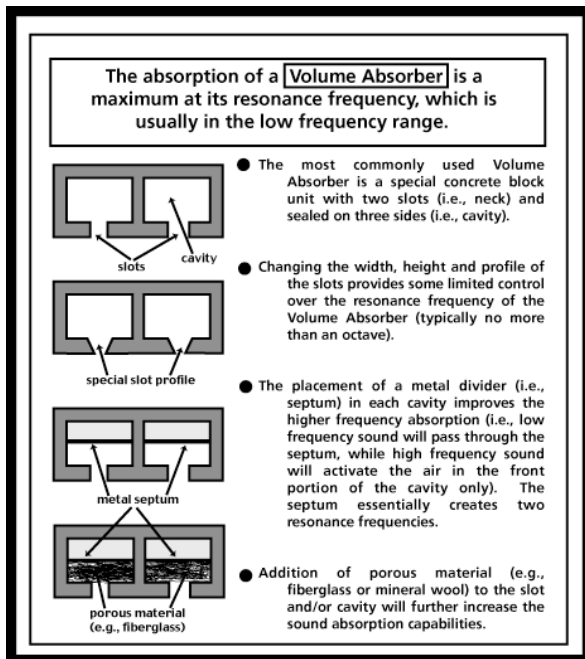 The absorption of a Volume Absorber is a
maximum at its resonance frequency, which is
usually in the low frequency range.
The most commonly used Volume
Absorber is a special concrete block
unit with two slots (i.e., neck) and
sealed on three sides (i.e., cavity).
slots
cavity
Changing the width, height and profile of
the slots provides some limited control
over the resonance frequency of the
Volume Absorber (typically no more
than an octave).
special slot profile
The placement of a metal divider (i.e.,
septum) in each cavity improves the
higher frequency absorption (i.e., low
frequency sound will pass through the
septum, while high frequency sound
will activate the air in the front
portion of the cavity only). The
septum essentially creates two
resonance frequencies.
metal septum
Addition of porous material (e.g.,
fiberglass or mineral wool) to the slot
and/or cavity will further increase the
sound absorption capabilities.
porous material
(e.g., fiberglass)